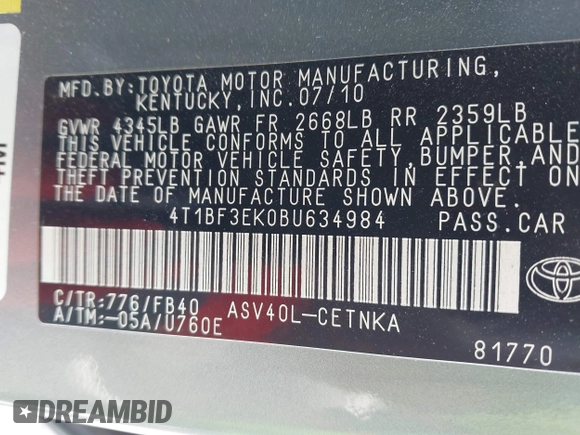 MFD.BY:TOYOTA MOTOR MANUFACTURING,
KENTUCKY,INC.07/10
GVWR 4345LB GAWR FR 2668LB RR 2359LB
THIS VEHICLE CONFORMS TO ALL APPLICABLE
FEDERAL MOTOR VEHICLE SAFETY,BUMPER,AND
THEFT PREVENTION STANDARDS IN EFFECT ON
THE DATE OF MANUFACTURE SHOWN ABOVE.
4T1BF3EK0BU634984 PASS.CAR
C/TR:776/FB40 ASV40L-CETNKA
A/TM:-05A/U760E
81770
DREAMBID